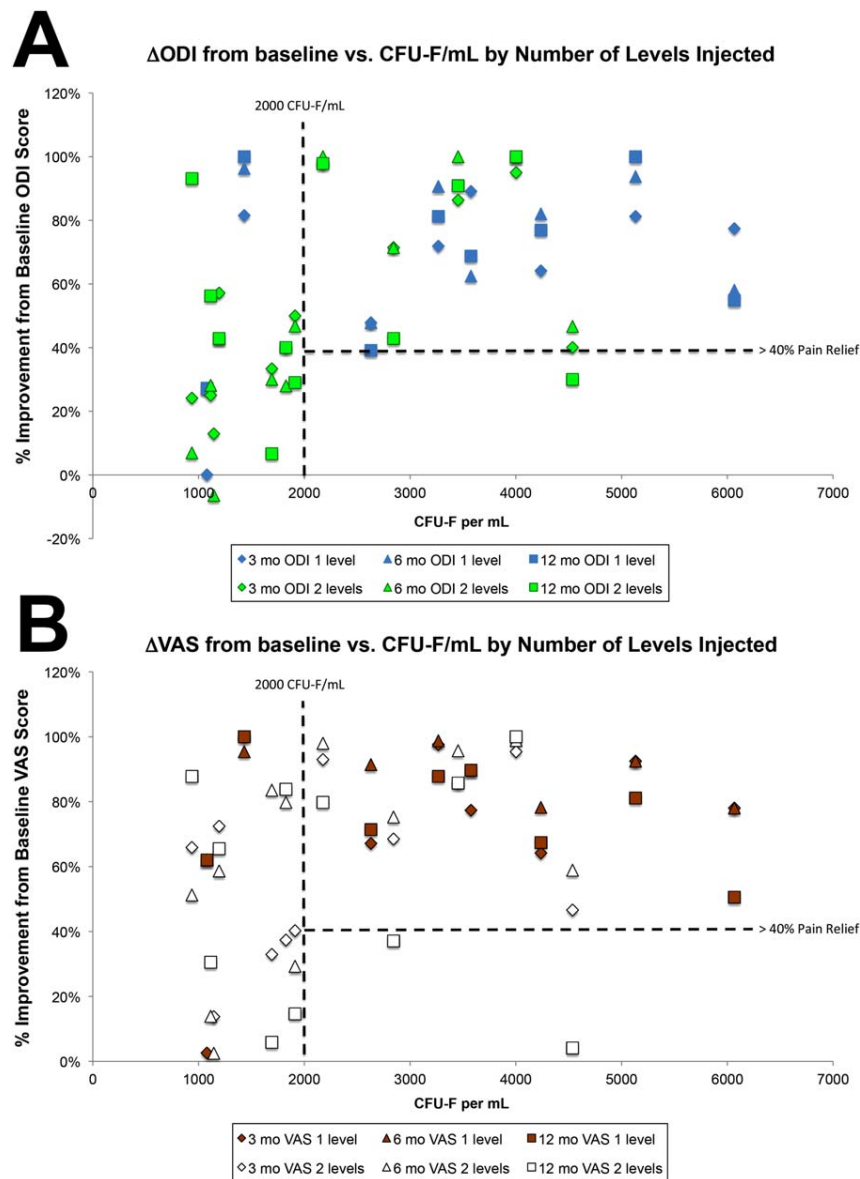 A
ΔODI from baseline vs. CFU-F/mL by Number of Levels Injected
% Improvement from Baseline ODI Score
120%
100%
80%
60%
40%
20%
0%
-20%
2000 CFU-F/mL
> 40% Pain Relief
0 1000 2000 3000 4000 5000 6000 7000
CFU-F per mL
3 mo ODI 1 level 6 mo ODI 1 level 12 mo ODI 1 level
3 mo ODI 2 levels 6 mo ODI 2 levels 12 mo ODI 2 levels
B
ΔVAS from baseline vs. CFU-F/mL by Number of Levels Injected
% Improvement from Baseline VAS Score
120%
100%
80%
60%
40%
20%
0%
2000 CFU-F/mL
> 40% Pain Relief
0 1000 2000 3000 4000 5000 6000 7000
CFU-F per mL
3 mo VAS 1 level 6 mo VAS 1 level 12 mo VAS 1 level
3 mo VAS 2 levels 6 mo VAS 2 levels 12 mo VAS 2 levels